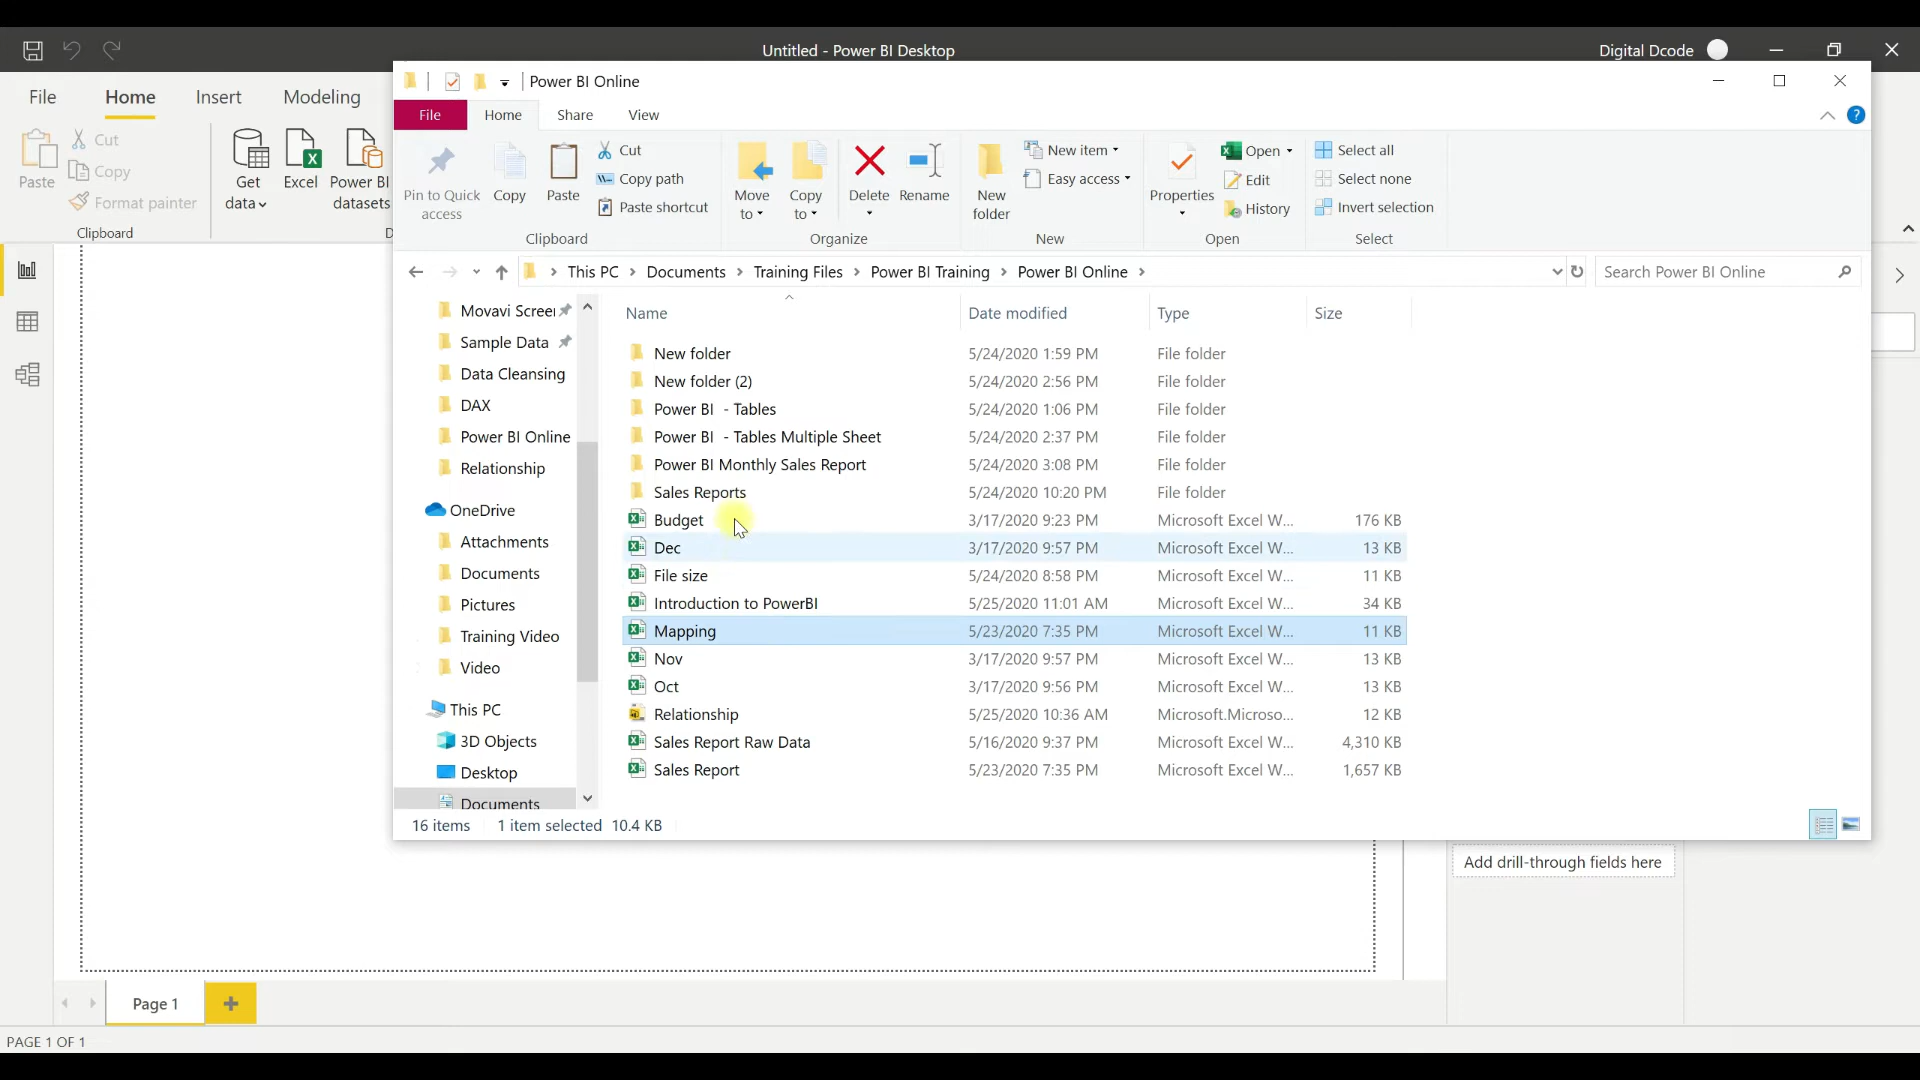 Untitled - Power BI Desktop
Digital Dcode
File Home Insert Modeling
Paste
Cut
Copy
Format painter
Clipboard
Get data
Excel
Power BI datasets
D
Power BI Online
File Home Share View
Pin to Quick access
Copy
Paste
Cut
Copy path
Paste shortcut
Clipboard
Move to
Copy to
Delete
Rename
Organize
New folder
New item
Easy access
New
Properties
Open
Edit
History
Open
Select all
Select none
Invert selection
Select
This PC > Documents > Training Files > Power BI Training > Power BI Online >
Search Power BI Online
Movavi Screen
Sample Data
Data Cleansing
DAX
Power BI Online
Relationship
OneDrive
Attachments
Documents
Pictures
Training Video
Video
This PC
3D Objects
Desktop
Documents
Name Date modified Type Size
New folder 5/24/2020 1:59 PM File folder
New folder (2) 5/24/2020 2:56 PM File folder
Power BI - Tables 5/24/2020 1:06 PM File folder
Power BI - Tables Multiple Sheet 5/24/2020 2:37 PM File folder
Power BI Monthly Sales Report 5/24/2020 3:08 PM File folder
Sales Reports 5/24/2020 10:20 PM File folder
Budget 3/17/2020 9:23 PM Microsoft Excel W... 176 KB
Dec 3/17/2020 9:57 PM Microsoft Excel W... 13 KB
File size 5/24/2020 8:58 PM Microsoft Excel W... 11 KB
Introduction to PowerBI 5/25/2020 11:01 AM Microsoft Excel W... 34 KB
Mapping 5/23/2020 7:35 PM Microsoft Excel W... 11 KB
Nov 3/17/2020 9:57 PM Microsoft Excel W... 13 KB
Oct 3/17/2020 9:56 PM Microsoft Excel W... 13 KB
Relationship 5/25/2020 10:36 AM Microsoft.Microso... 12 KB
Sales Report Raw Data 5/16/2020 9:37 PM Microsoft Excel W... 4,310 KB
Sales Report 5/23/2020 7:35 PM Microsoft Excel W... 1,657 KB
16 items 1 item selected 10.4 KB
Add drill-through fields here
Page 1
PAGE 1 OF 1